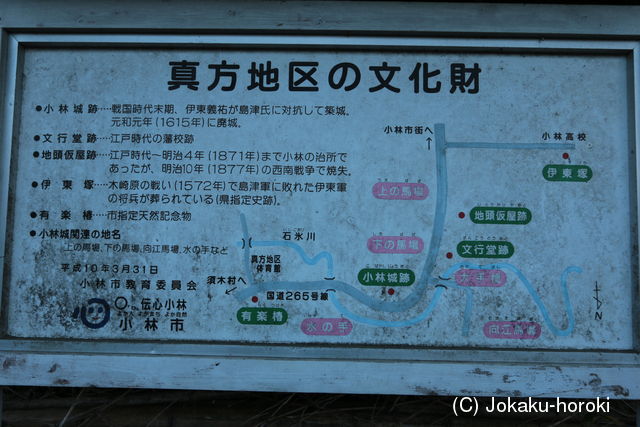 真方地区の文化財
●小林城跡‥‥戦国時代末期、伊東義祐が島津氏に対抗して築城。
元和元年(1615年)に廃城。
●文行堂跡‥‥江戸時代の藩校跡
●地頭仮屋跡‥‥江戸時代〜明治4年(1871年)まで小林の治所で
あったが、明治10年(1877年)の西南戦争で焼失。
●伊東塚‥‥木崎原の戦い(1572年)で島津軍に敗れた伊東軍
の将兵が葬られている(県指定史跡)。
●有楽椿‥‥市指定天然記念物
●小林城関連の地名
上の馬場、下の馬場、向江馬場、水の手など
平成10年3月31日
小林市教育委員会
伝心小林
小林市
小林市街へ
小林高校
伊東塚
上の馬場
地頭仮屋跡
石氷川
下の馬場
文行堂跡
真方地区
体育館
小林城跡
須木村へ
国道265号線
有楽椿
水の手
向江馬場
N
(C) Jokaku-horoki